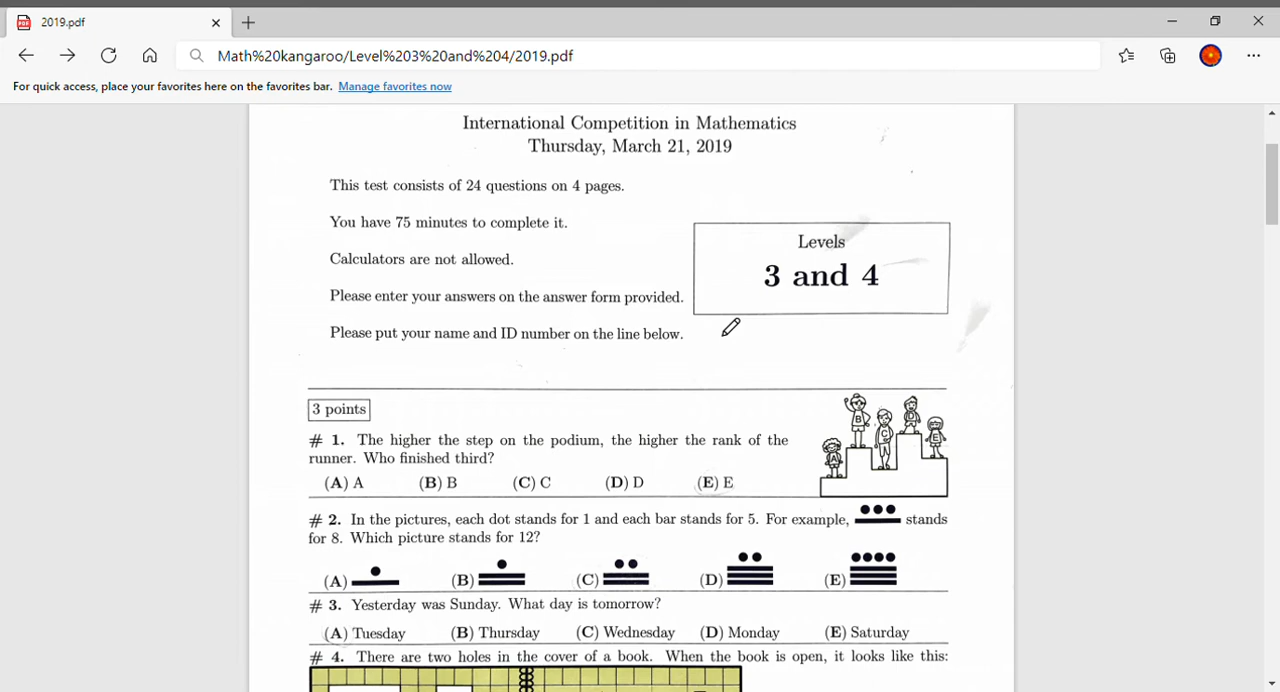 2019.pdf
Math%20kangaroo/Level%203%20and%204/2019.pdf
For quick access, place your favorites here on the favorites bar. Manage favorites now
International Competition in Mathematics
Thursday, March 21, 2019
This test consists of 24 questions on 4 pages.
You have 75 minutes to complete it.
Calculators are not allowed.
Please enter your answers on the answer form provided.
Please put your name and ID number on the line below.
Levels
3 and 4
3 points
# 1. The higher the step on the podium, the higher the rank of the
runner. Who finished third?
(A) A (B) B (C) C (D) D (E) E
A B C D E
# 2. In the pictures, each dot stands for 1 and each bar stands for 5. For example, stands
for 8. Which picture stands for 12?
(A) (B) (C) (D) (E)
# 3. Yesterday was Sunday. What day is tomorrow?
(A) Tuesday (B) Thursday (C) Wednesday (D) Monday (E) Saturday
# 4. There are two holes in the cover of a book. When the book is open, it looks like this: